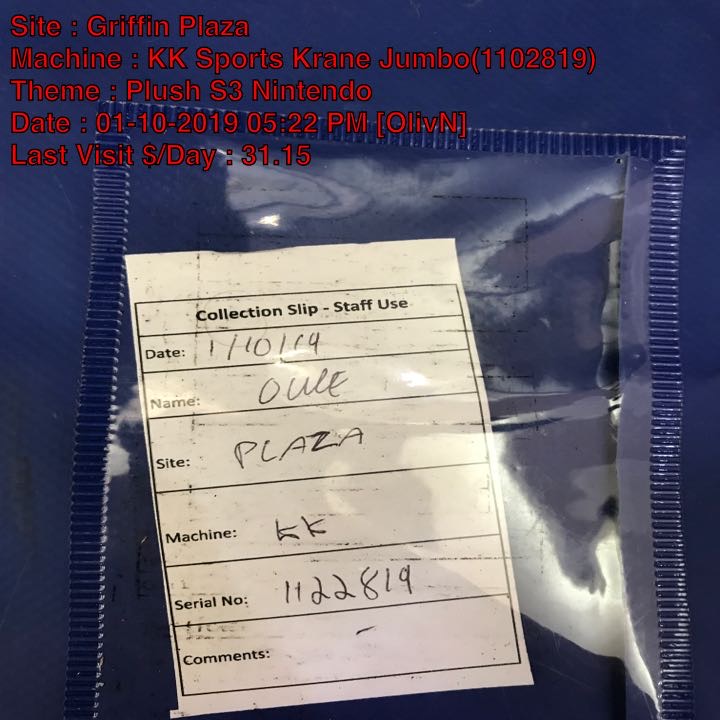 Site : Griffin Plaza
Machine : KK Sports Krane Jumbo(1102819)
Theme : Plush S3 Nintendo
Date : 01-10-2019 05:22 PM [OlivN]
Last Visit $/Day : 31.15
Collection Slip - Staff Use
Date: 1/10/19
Name: OLLIE
Site: PLAZA
Machine: KK
Serial No: 1122819
Comments: -